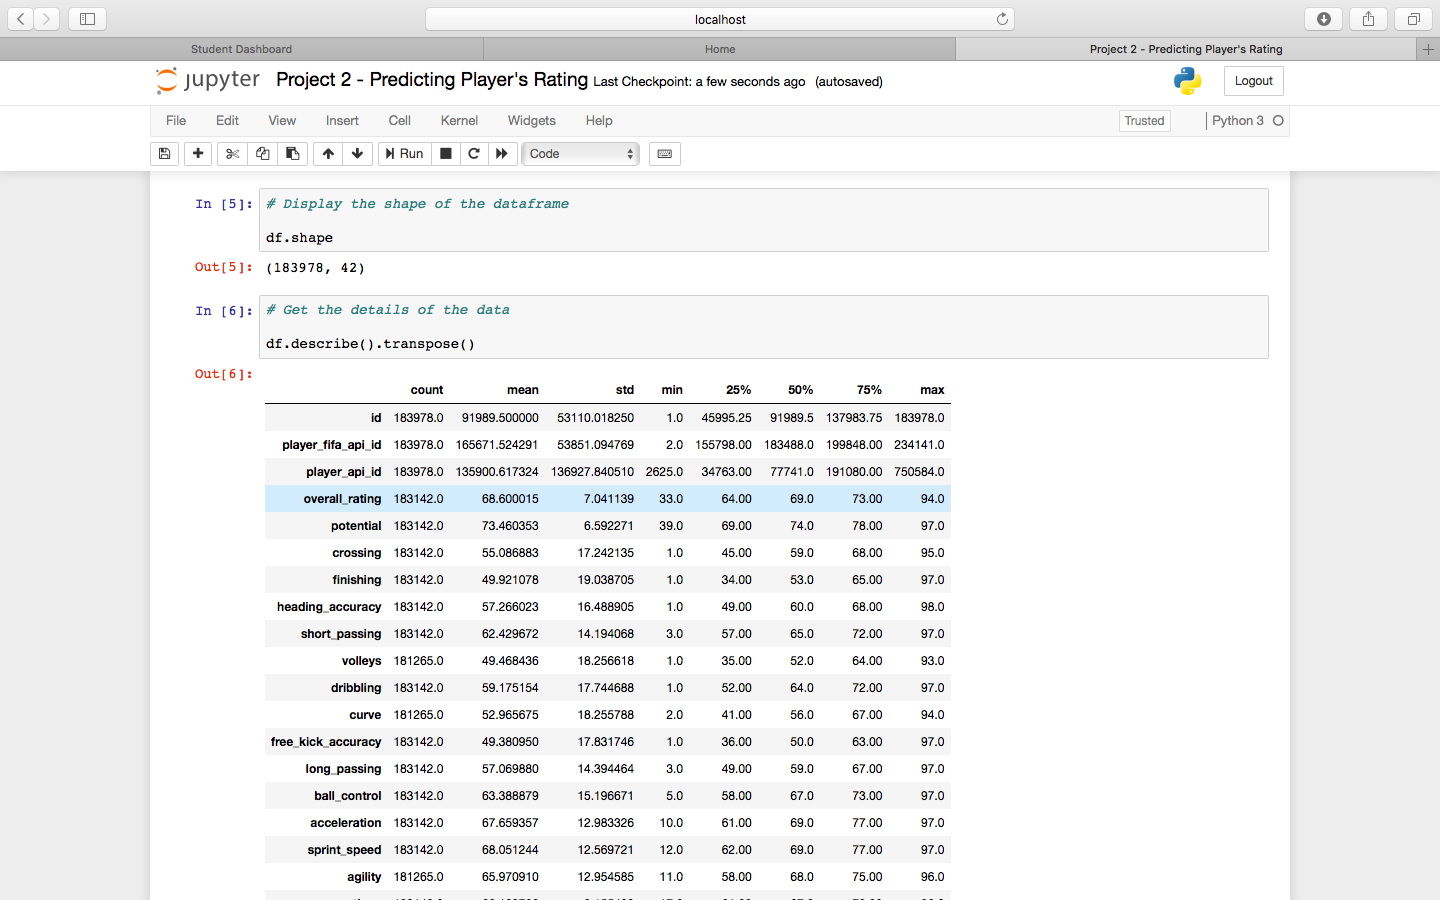 localhost
Student Dashboard Home Project 2 - Predicting Player's Rating
jupyter Project 2 - Predicting Player's Rating Last Checkpoint: a few seconds ago (autosaved) Logout
File Edit View Insert Cell Kernel Widgets Help Trusted Python 3
Run Code
In [5]: # Display the shape of the dataframe
df.shape
Out[5]: (183978, 42)
In [6]: # Get the details of the data
df.describe().transpose()
Out[6]:
count mean std min 25% 50% 75% max
id 183978.0 91989.500000 53110.018250 1.0 45995.25 91989.5 137983.75 183978.0
player_fifa_api_id 183978.0 165671.524291 53851.094769 2.0 155798.00 183488.0 199848.00 234141.0
player_api_id 183978.0 135900.617324 136927.840510 2625.0 34763.00 77741.0 191080.00 750584.0
overall_rating 183142.0 68.600015 7.041139 33.0 64.00 69.0 73.00 94.0
potential 183142.0 73.460353 6.592271 39.0 69.00 74.0 78.00 97.0
crossing 183142.0 55.086883 17.242135 1.0 45.00 59.0 68.00 95.0
finishing 183142.0 49.921078 19.038705 1.0 34.00 53.0 65.00 97.0
heading_accuracy 183142.0 57.266023 16.488905 1.0 49.00 60.0 68.00 98.0
short_passing 183142.0 62.429672 14.194068 3.0 57.00 65.0 72.00 97.0
volleys 181265.0 49.468436 18.256618 1.0 35.00 52.0 64.00 93.0
dribbling 183142.0 59.175154 17.744688 1.0 52.00 64.0 72.00 97.0
curve 181265.0 52.965675 18.255788 2.0 41.00 56.0 67.00 94.0
free_kick_accuracy 183142.0 49.380950 17.831746 1.0 36.00 50.0 63.00 97.0
long_passing 183142.0 57.069880 14.394464 3.0 49.00 59.0 67.00 97.0
ball_control 183142.0 63.388879 15.196671 5.0 58.00 67.0 73.00 97.0
acceleration 183142.0 67.659357 12.983326 10.0 61.00 69.0 77.00 97.0
sprint_speed 183142.0 68.051244 12.569721 12.0 62.00 69.0 77.00 97.0
agility 181265.0 65.970910 12.954585 11.0 58.00 68.0 75.00 96.0